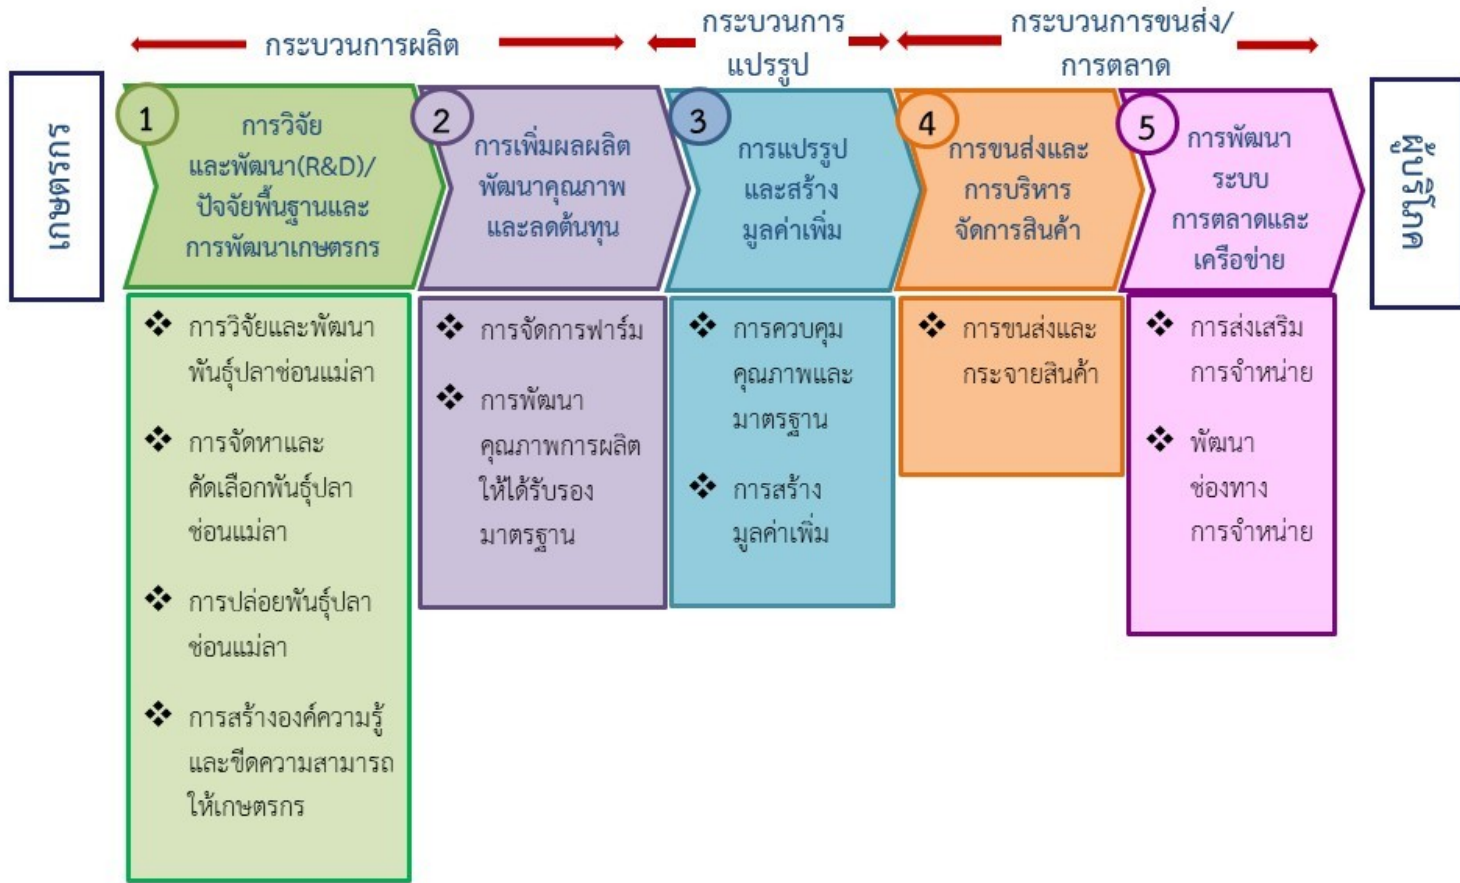 กระบวนการผลิต
กระบวนการ
แปรรูป
กระบวนการขนส่ง/
การตลาด
เกษตรกร
1
การวิจัย
และพัฒนา(R&D)/
ปัจจัยพื้นฐานและ
การพัฒนาเกษตรกร
2
การเพิ่มผลผลิต
พัฒนาคุณภาพ
และลดต้นทุน
3
การแปรรูป
และสร้าง
มูลค่าเพิ่ม
4
การขนส่งและ
การบริหาร
จัดการสินค้า
5
การพัฒนา
ระบบ
การตลาดและ
เครือข่าย
ผู้บริโภค
❖ การวิจัยและพัฒนา
พันธุ์ปลาช่อนแม่ลา
❖ การจัดหาและ
คัดเลือกพันธุ์ปลา
ช่อนแม่ลา
❖ การปล่อยพันธุ์ปลา
ช่อนแม่ลา
❖ การสร้างองค์ความรู้
และขีดความสามารถ
ให้เกษตรกร
❖ การจัดการฟาร์ม
❖ การพัฒนา
คุณภาพการผลิต
ให้ได้รับรอง
มาตรฐาน
❖ การควบคุม
คุณภาพและ
มาตรฐาน
❖ การสร้าง
มูลค่าเพิ่ม
❖ การขนส่งและ
กระจายสินค้า
❖ การส่งเสริม
การจำหน่าย
❖ พัฒนา
ช่องทาง
การจำหน่าย